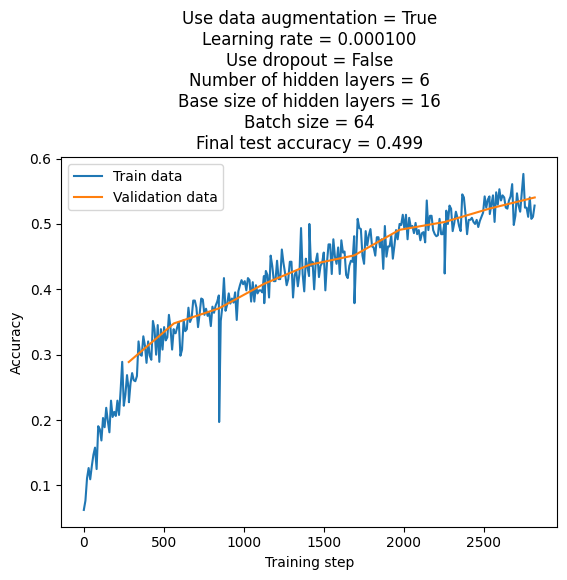 Use data augmentation = True
Learning rate = 0.000100
Use dropout = False
Number of hidden layers = 6
Base size of hidden layers = 16
Batch size = 64
Final test accuracy = 0.499
Train data
Validation data
0.6
0.5
0.4
0.3
0.2
0.1
Accuracy
0 500 1000 1500 2000 2500
Training step